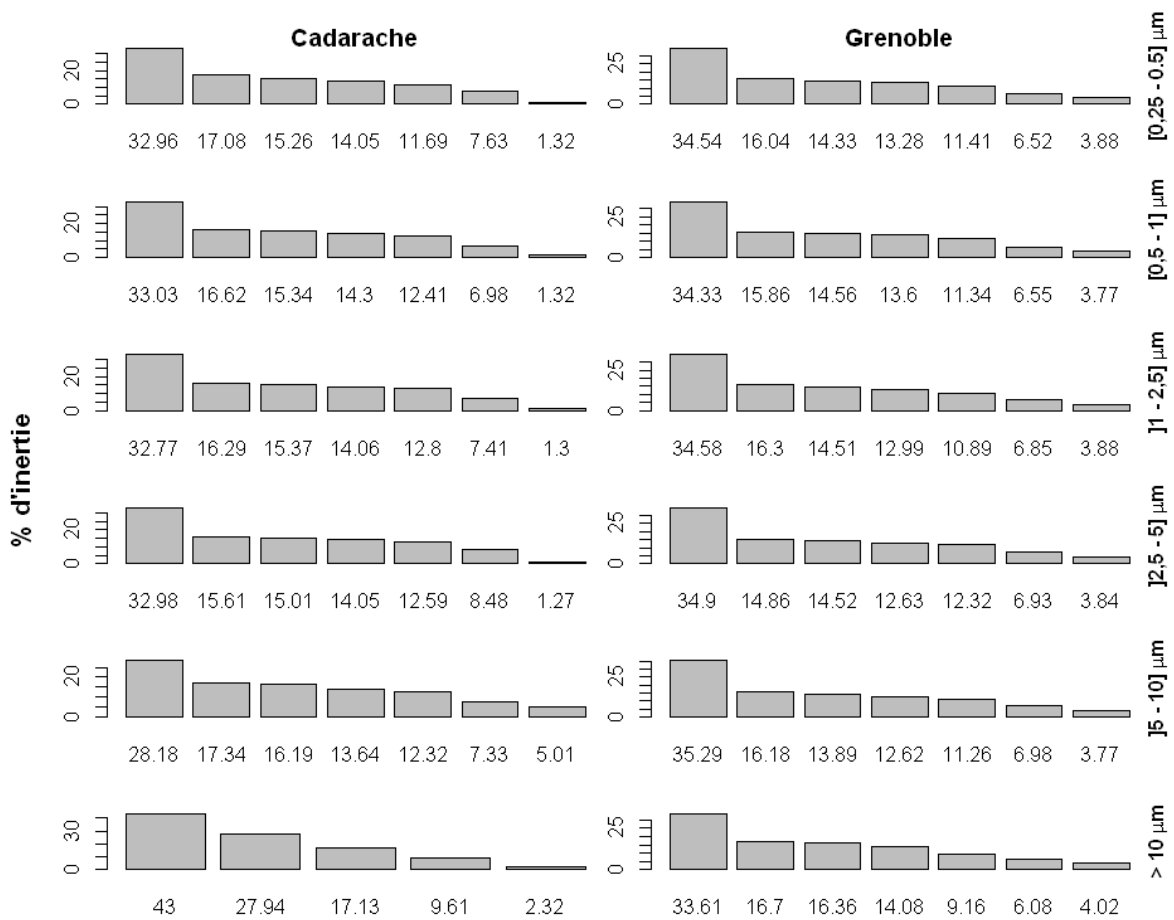 Cadarache Grenoble
% d'inertie
0 20
32.96 17.08 15.26 14.05 11.69 7.63 1.32
0 25
34.54 16.04 14.33 13.28 11.41 6.52 3.88
[0,25 - 0.5] µm
0 20
33.03 16.62 15.34 14.3 12.41 6.98 1.32
0 25
34.33 15.86 14.56 13.6 11.34 6.55 3.77
]0,5 - 1] µm
0 20
32.77 16.29 15.37 14.06 12.8 7.41 1.3
0 25
34.58 16.3 14.51 12.99 10.89 6.85 3.88
]1 - 2,5] µm
0 20
32.98 15.61 15.01 14.05 12.59 8.48 1.27
0 25
34.9 14.86 14.52 12.63 12.32 6.93 3.84
]2,5 - 5] µm
0 20
28.18 17.34 16.19 13.64 12.32 7.33 5.01
0 25
35.29 16.18 13.89 12.62 11.26 6.98 3.77
]5 - 10] µm
0 30
43 27.94 17.13 9.61 2.32
0 25
33.61 16.7 16.36 14.08 9.16 6.08 4.02
> 10 µm